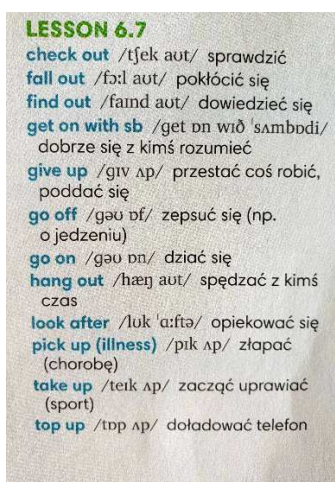 LESSON 6.7
check out /tʃek aʊt/ sprawdzić
fall out /fɔːl aʊt/ pokłócić się
find out /faɪnd aʊt/ dowiedzieć się
get on with sb /get ɒn wɪð ˈsʌmbɒdi/
dobrze się z kimś rozumieć
give up /gɪv ʌp/ przestać coś robić,
poddać się
go off /gəʊ ɒf/ zepsuć się (np.
o jedzeniu)
go on /gəʊ ɒn/ dziać się
hang out /hæŋ aʊt/ spędzać z kimś
czas
look after /lʊk ˈɑːftə/ opiekować się
pick up (illness) /pɪk ʌp/ złapać
(chorobę)
take up /teɪk ʌp/ zacząć uprawiać
(sport)
top up /tɒp ʌp/ doładować telefon